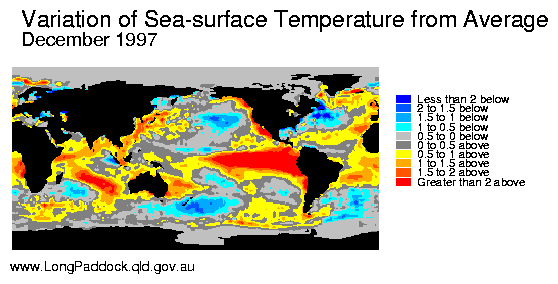 Variation of Sea-surface Temperature from Average
December 1997
Less than 2 below
2 to 1.5 below
1.5 to 1 below
1 to 0.5 below
0.5 to 0 below
0 to 0.5 above
0.5 to 1 above
1 to 1.5 above
1.5 to 2 above
Greater than 2 above
www.LongPaddock.qld.gov.au